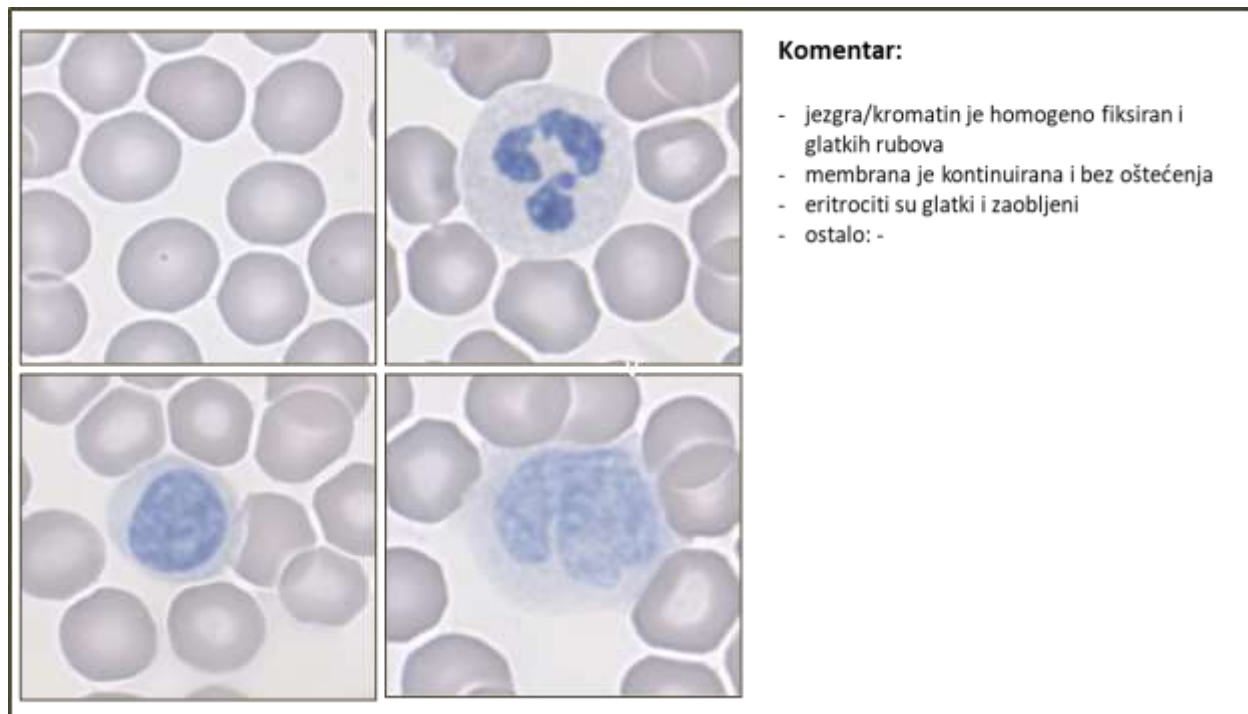 Komentar:
- jezgra/kromatin je homogeno fiksiran i
glatkih rubova
- membrana je kontinuirana i bez oštećenja
- eritrociti su glatki i zaobljeni
- ostalo: -